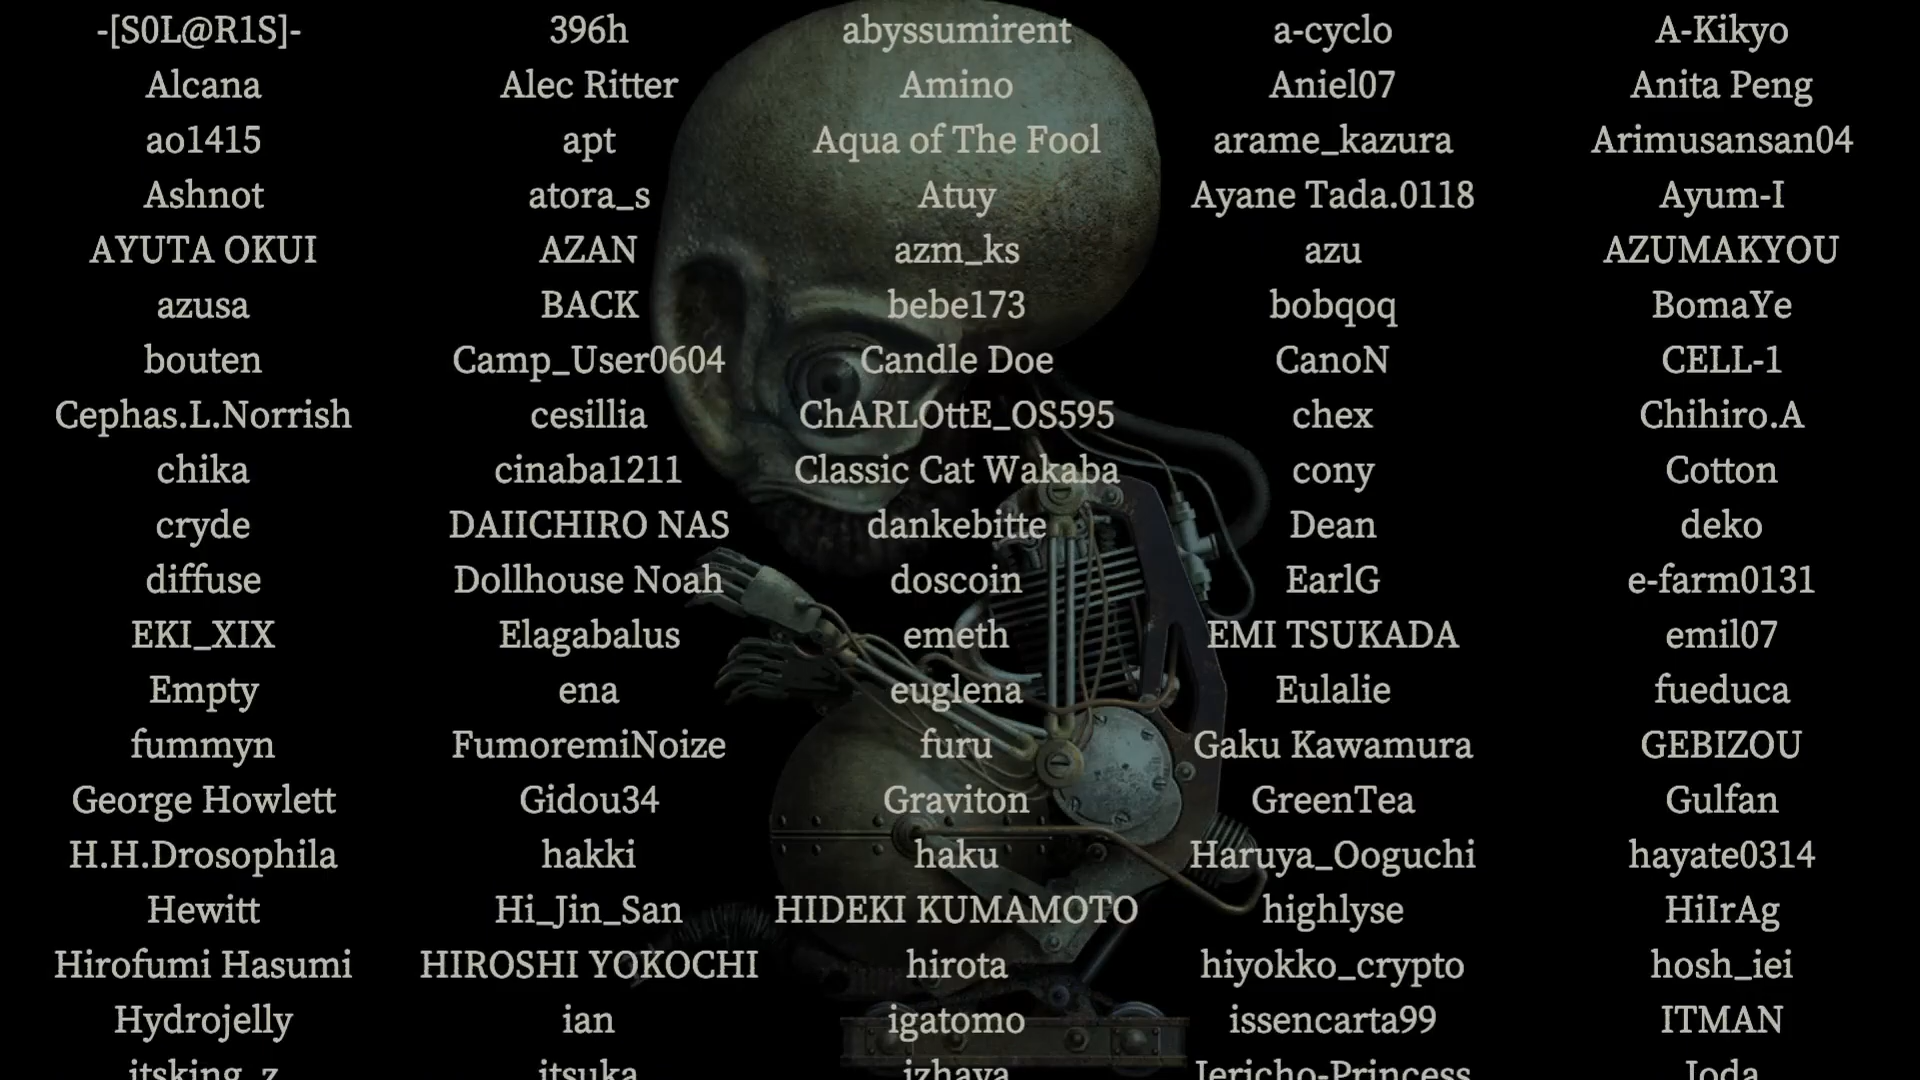 -[S0L@R1S]- 396h abyssumirent a-cyclo A-Kikyo
Alcana Alec Ritter Amino Aniel07 Anita Peng
ao1415 apt Aqua of The Fool arame_kazura Arimusansan04
Ashnot atora_s Atuy Ayane Tada.0118 Ayum-I
AYUTA OKUI AZAN azm_ks azu AZUMAKYOU
azusa BACK bebe173 bobqoq BomaYe
bouten Camp_User0604 Candle Doe CanoN CELL-1
Cephas.L.Norrish cesillia ChARLOttE_OS595 chex Chihiro.A
chika cinaba1211 Classic Cat Wakaba cony Cotton
cryde DAIICHIRO NAS dankebitte Dean deko
diffuse Dollhouse Noah doscoin EarlG e-farm0131
EKI_XIX Elagabalus emeth EMI TSUKADA emil07
Empty ena euglena Eulalie fueduca
fummyn FumoremiNoize furu Gaku Kawamura GEBIZOU
George Howlett Gidou34 Graviton GreenTea Gulfan
H.H.Drosophila hakki haku Haruya_Ooguchi hayate0314
Hewitt Hi_Jin_San HIDEKI KUMAMOTO highlyse HiIrAg
Hirofumi Hasumi HIROSHI YOKOCHI hirota hiyokko_crypto hosh_iei
Hydrojelly ian igatomo issencarta99 ITMAN
itsking_z itsuka izhaya Jericho-Princess Joda